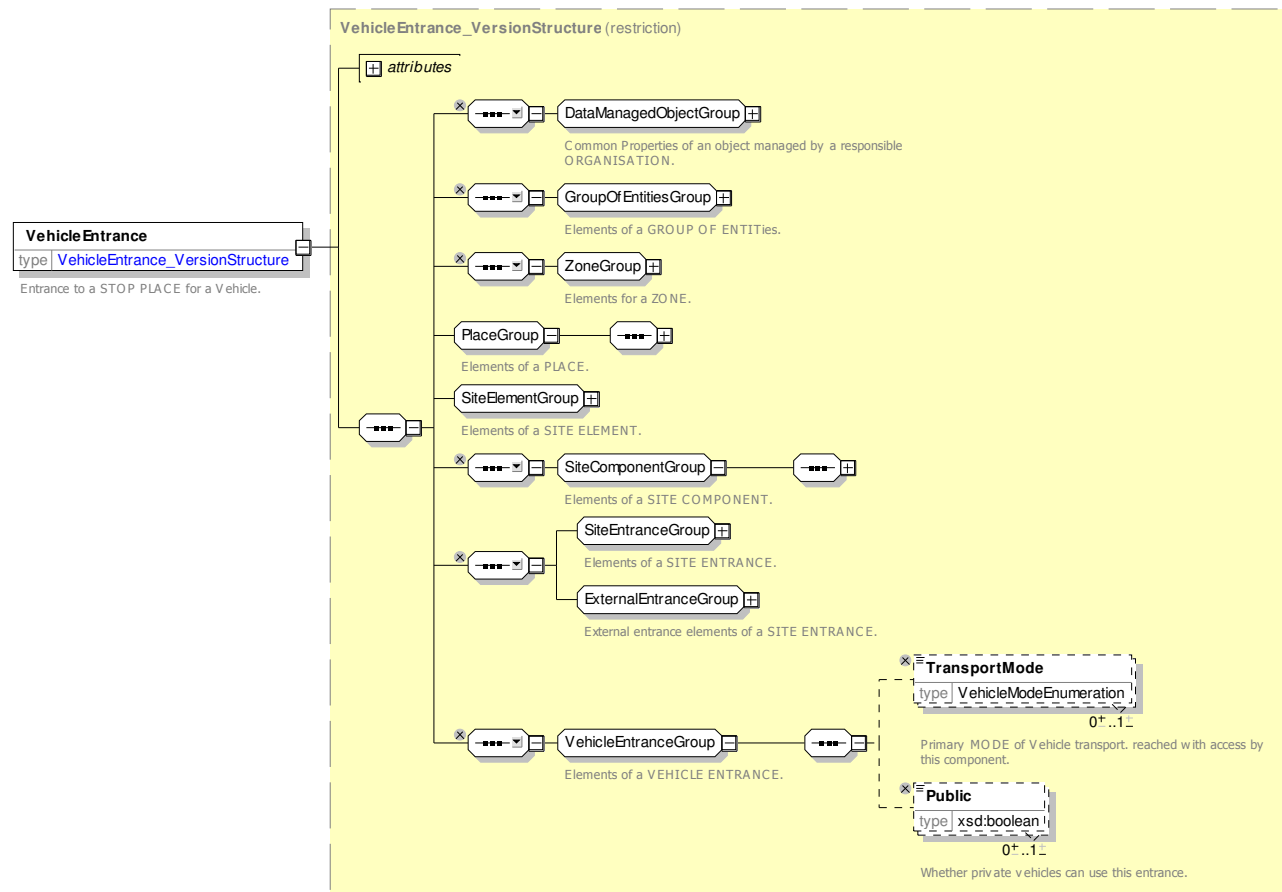 VehicleEntrance_VersionStructure (restriction)
attributes
DataManagedObjectGroup
Common Properties of an object managed by a responsible
ORGANISATION.
GroupOfEntitiesGroup
Elements of a GROUP OF ENTITies.
VehicleEntrance
type VehicleEntrance_VersionStructure
Entrance to a STOP PLACE for a Vehicle.
ZoneGroup
Elements for a ZONE.
PlaceGroup
Elements of a PLACE.
SiteElementGroup
Elements of a SITE ELEMENT.
SiteComponentGroup
Elements of a SITE COMPONENT.
SiteEntranceGroup
Elements of a SITE ENTRANCE.
ExternalEntranceGroup
External entrance elements of a SITE ENTRANCE.
VehicleEntranceGroup
Elements of a VEHICLE ENTRANCE.
TransportMode
type VehicleModeEnumeration
0±..1±
Primary MODE of Vehicle transport. reached with access by
this component.
Public
type xsd:boolean
0±..1±
Whether private vehicles can use this entrance.